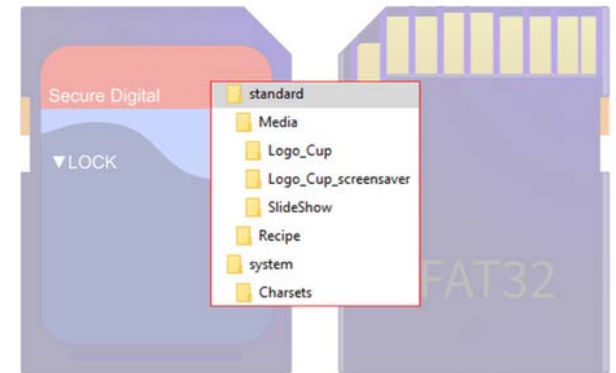 Secure Digital
▼LOCK
standard
Media
Logo_Cup
Logo_Cup_screensaver
SlideShow
Recipe
system
Charsets
FAT32